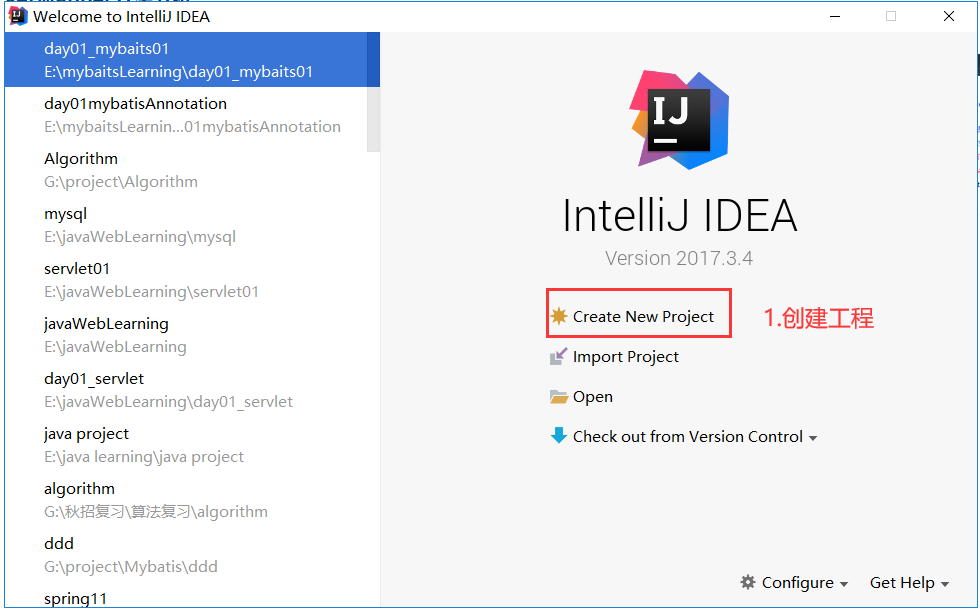 Welcome to IntelliJ IDEA
day01_mybaits01
E:\mybaitsLearning\day01_mybaits01
day01mybatisAnnotation
E:\mybaitsLearnin...01mybatisAnnotation
Algorithm
G:\project\Algorithm
mysql
E:\javaWebLearning\mysql
servlet01
E:\javaWebLearning\servlet01
javaWebLearning
E:\javaWebLearning
day01_servlet
E:\javaWebLearning\day01_servlet
java project
E:\java learning\java project
algorithm
G:\秋招复习\算法复习\algorithm
ddd
G:\project\Mybatis\ddd
spring11
IJ
IntelliJ IDEA
Version 2017.3.4
Create New Project
1.创建工程
Import Project
Open
Check out from Version Control
Configure
Get Help